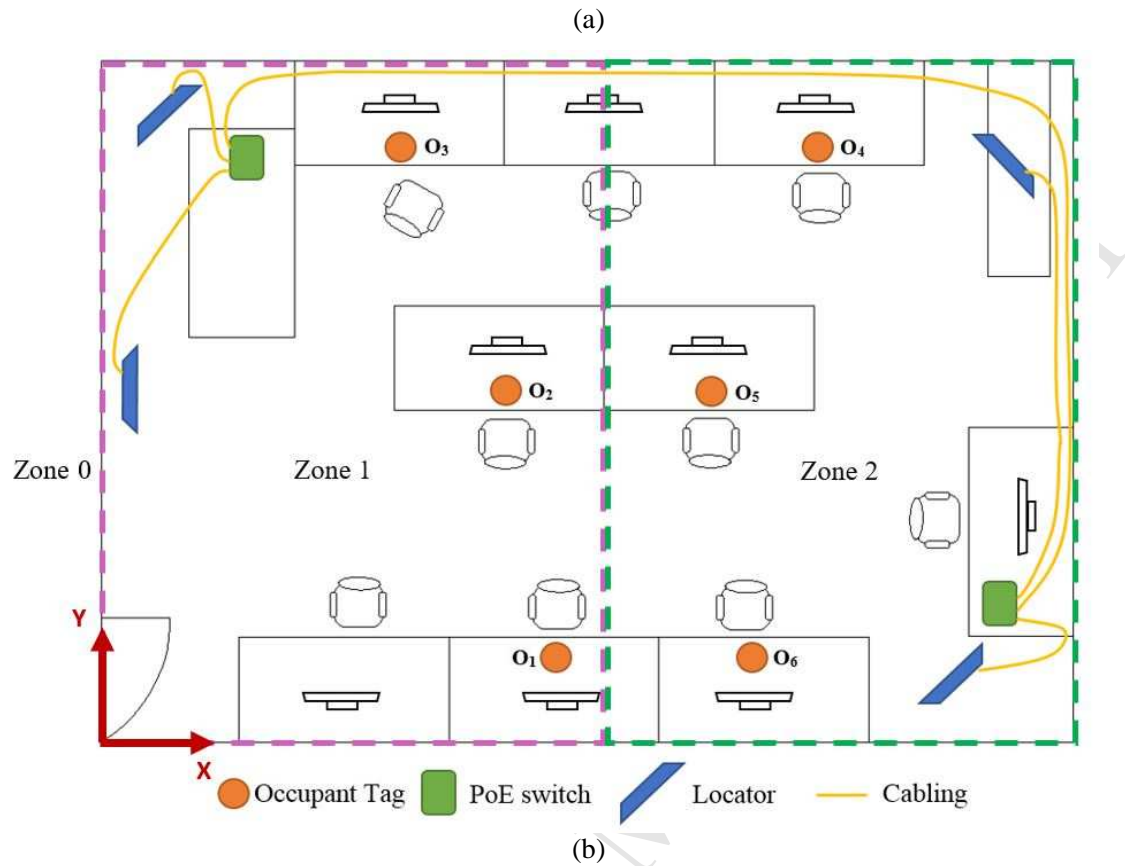 (a)
O₃
O₄
O₂
O₅
Zone 0
Zone 1
Zone 2
Y
O₁
O₆
X
Occupant Tag
PoE switch
Locator
Cabling
(b)